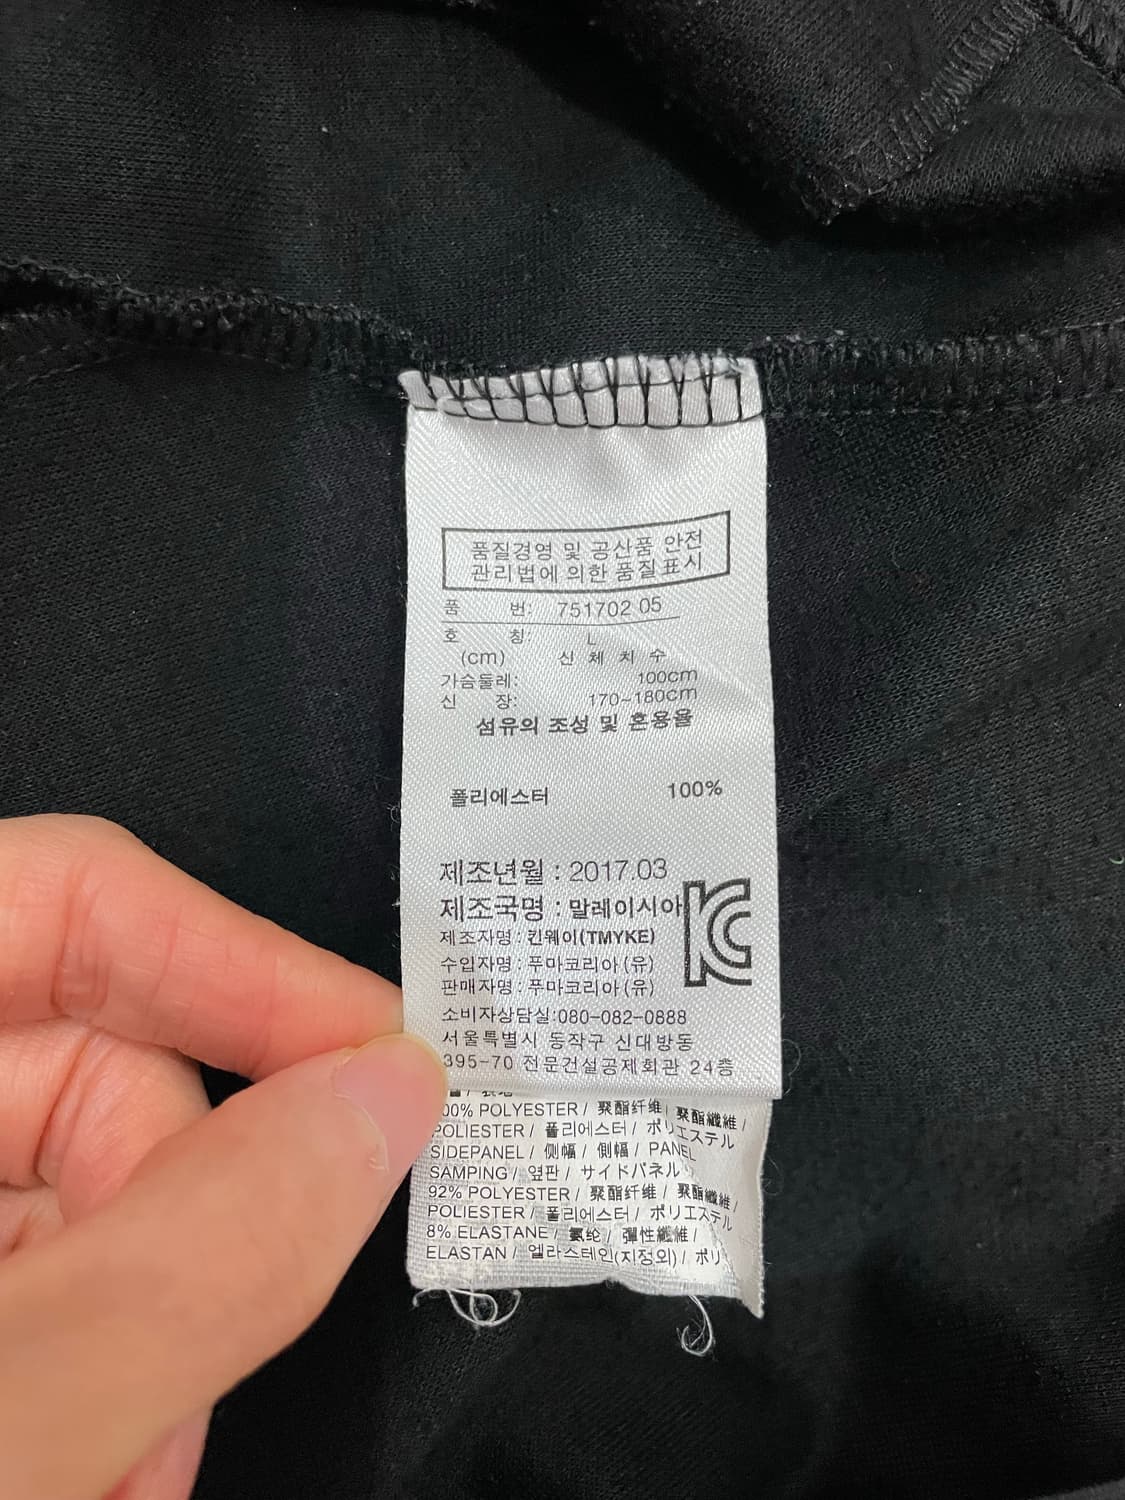 품질경영 및 공산품 안전
관리법에 의한 품질표시
품 번: 751702 05
호 칭: L
(cm) 신 체 치 수
가슴둘레: 100cm
신 장: 170~180cm
섬유의 조성 및 혼용율
폴리에스터 100%
제조년월 : 2017.03
제조국명 : 말레이시아
제조자명 : 킨웨이(TMYKE)
수입자명 : 푸마코리아 (유)
판매자명 : 푸마코리아 (유)
소비자상담실:080-082-0888
서울특별시 동작구 신대방동
395-70 전문건설공제회관 24층
00% POLYESTER / 聚酯纤维 / 聚酯纖維 /
POLIESTER / 폴리에스터 / ポリエステル
SIDEPANEL / 侧幅 / 側幅 / PANEL
SAMPING / 옆판 / サイドパネル
92% POLYESTER / 聚酯纤维 / 聚酯纖維 /
POLIESTER / 폴리에스터 / ポリエステル
8% ELASTANE / 氨纶 / 彈性纖維 /
ELASTAN / 엘라스테인(지정외) / ポリ